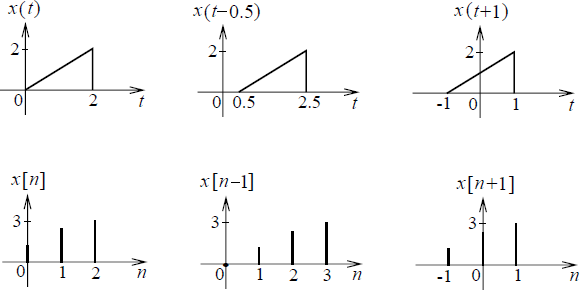 x(t) x(t−0.5) x(t+1)
2 2 2
0 2 t 0 0.5 2.5 t -1 0 1 t
x[n] x[n−1] x[n+1]
3 3 3
0 1 2 n 0 1 2 3 n -1 0 1 n